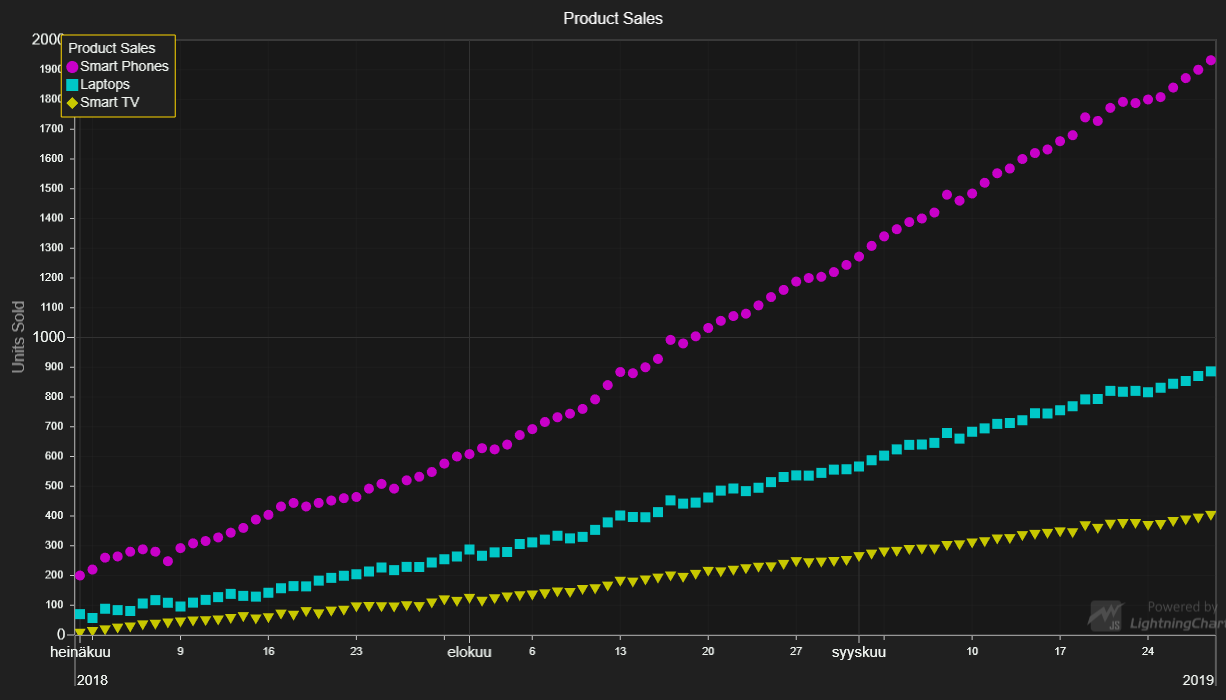 Product Sales
2000
Product Sales
Smart Phones
Laptops
Smart TV
1900
1800
1700
1600
1500
1400
1300
1200
1100
1000
900
800
700
600
500
400
300
200
100
0
Units Sold
heinäkuu 9 16 23 elokuu 6 13 20 27 syyskuu 10 17 24
2018 2019
Powered by
JS LightningChart